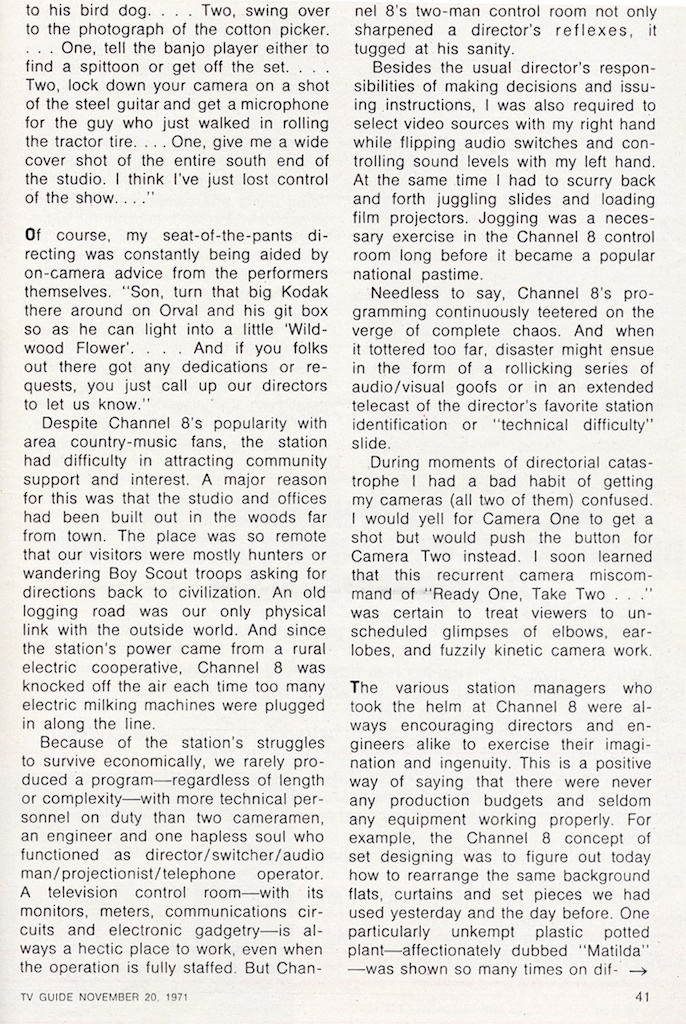 to his bird dog. . . . Two, swing over
to the photograph of the cotton picker.
. . . One, tell the banjo player either to
find a spittoon or get off the set. . . .
Two, lock down your camera on a shot
of the steel guitar and get a microphone
for the guy who just walked in rolling
the tractor tire. . . . One, give me a wide
cover shot of the entire south end of
the studio. I think I've just lost control
of the show. . . ."
Of course, my seat-of-the-pants di-
recting was constantly being aided by
on-camera advice from the performers
themselves. "Son, turn that big Kodak
there around on Orval and his git box
so as he can light into a little 'Wild-
wood Flower'. . . . And if you folks
out there got any dedications or re-
quests, you just call up our directors
to let us know."
Despite Channel 8's popularity with
area country-music fans, the station
had difficulty in attracting community
support and interest. A major reason
for this was that the studio and offices
had been built out in the woods far
from town. The place was so remote
that our visitors were mostly hunters or
wandering Boy Scout troops asking for
directions back to civilization. An old
logging road was our only physical
link with the outside world. And since
the station's power came from a rural
electric cooperative, Channel 8 was
knocked off the air each time too many
electric milking machines were plugged
in along the line.
Because of the station's struggles
to survive economically, we rarely pro-
duced a program—regardless of length
or complexity—with more technical per-
sonnel on duty than two cameramen,
an engineer and one hapless soul who
functioned as director/switcher/audio
man/projectionist/telephone operator.
A television control room—with its
monitors, meters, communications cir-
cuits and electronic gadgetry—is al-
ways a hectic place to work, even when
the operation is fully staffed. But Chan-
nel 8's two-man control room not only
sharpened a director's reflexes, it
tugged at his sanity.
Besides the usual director's respon-
sibilities of making decisions and issu-
ing instructions, I was also required to
select video sources with my right hand
while flipping audio switches and con-
trolling sound levels with my left hand.
At the same time I had to scurry back
and forth juggling slides and loading
film projectors. Jogging was a neces-
sary exercise in the Channel 8 control
room long before it became a popular
national pastime.
Needless to say, Channel 8's pro-
gramming continuously teetered on the
verge of complete chaos. And when
it tottered too far, disaster might ensue
in the form of a rollicking series of
audio/visual goofs or in an extended
telecast of the director's favorite station
identification or "technical difficulty"
slide.
During moments of directorial catas-
trophe I had a bad habit of getting
my cameras (all two of them) confused.
I would yell for Camera One to get a
shot but would push the button for
Camera Two instead. I soon learned
that this recurrent camera miscom-
mand of "Ready One, Take Two . . ."
was certain to treat viewers to un-
scheduled glimpses of elbows, ear-
lobes, and fuzzily kinetic camera work.
The various station managers who
took the helm at Channel 8 were al-
ways encouraging directors and en-
gineers alike to exercise their imagi-
nation and ingenuity. This is a positive
way of saying that there were never
any production budgets and seldom
any equipment working properly. For
example, the Channel 8 concept of
set designing was to figure out today
how to rearrange the same background
flats, curtains and set pieces we had
used yesterday and the day before. One
particularly unkempt plastic potted
plant—affectionately dubbed "Matilda"
—was shown so many times on dif- →
TV GUIDE NOVEMBER 20, 1971
41